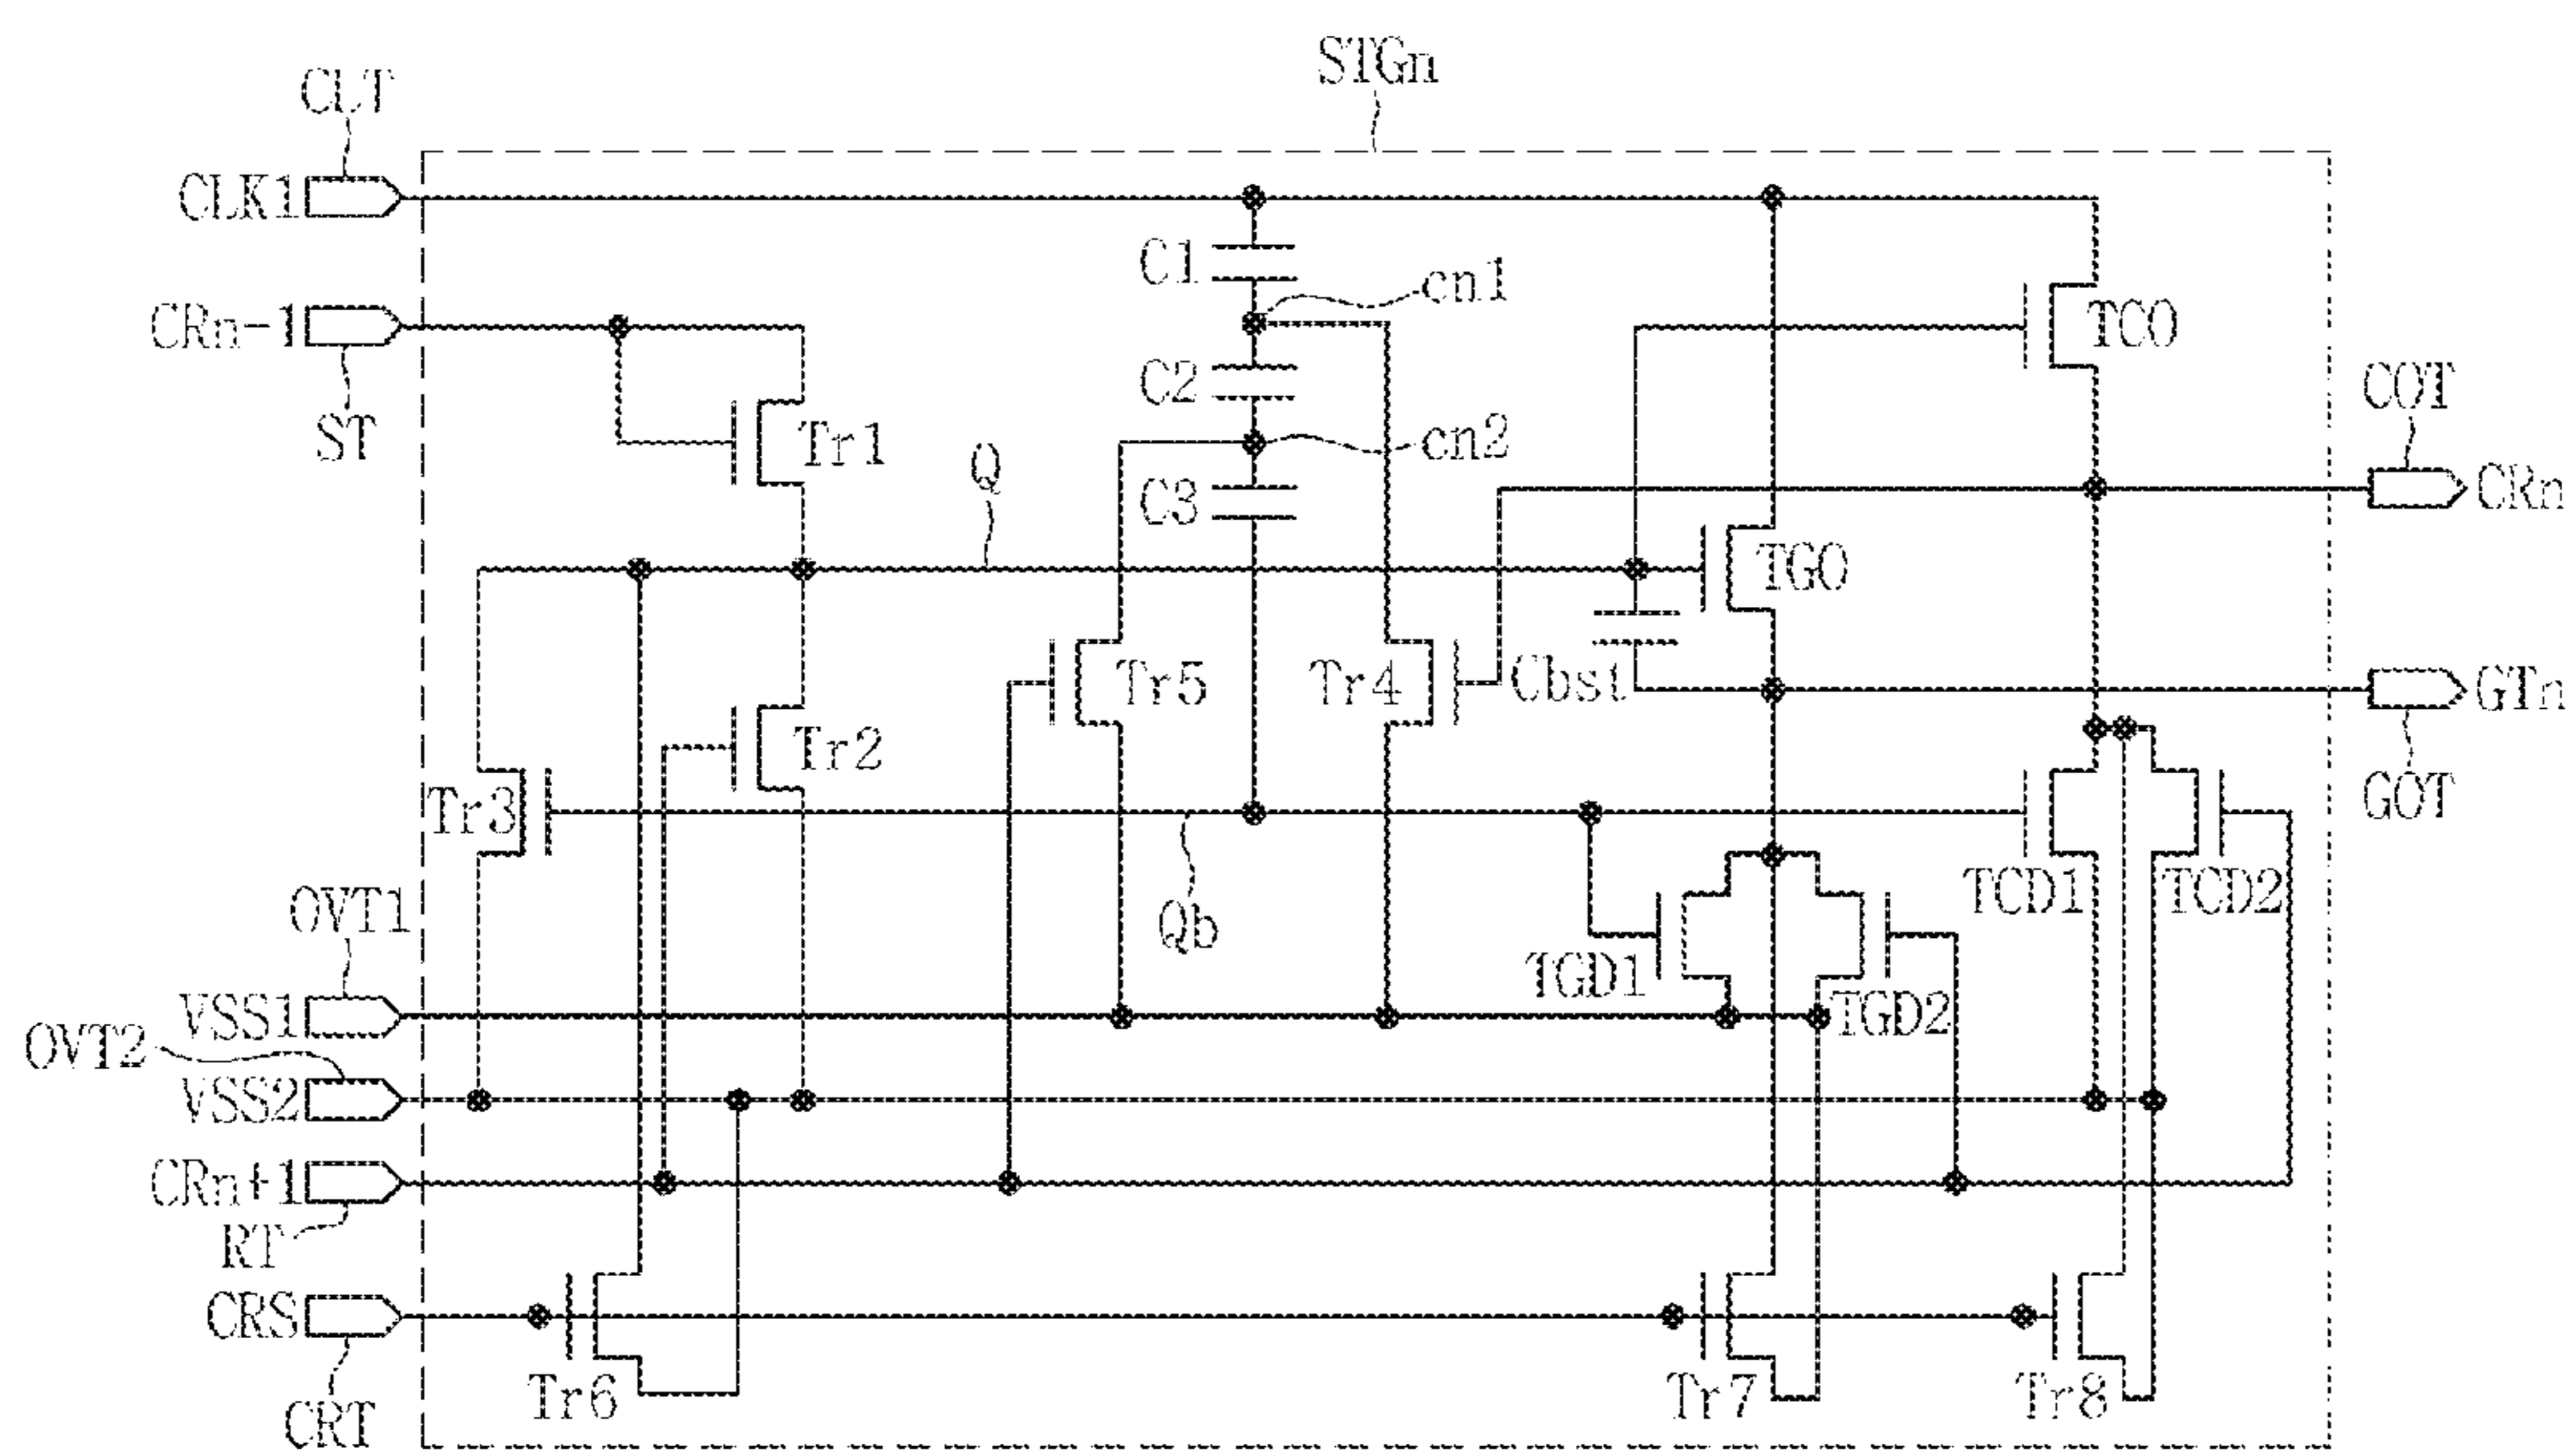 STGn
CLT
CLK1
C1
cn1
CRn-1
TCO
ST
Tr1
C2
COT
cn2
Q
C3
CRn
TGO
Tr5
Tr4
Cbst
GTn
Tr2
Tr3
GOT
OVT1
Qb
TCD1
TCD2
TGD1
VSS1
TGD2
OVT2
VSS2
CRn+1
RT
CRS
Tr6
Tr7
Tr8
CRT